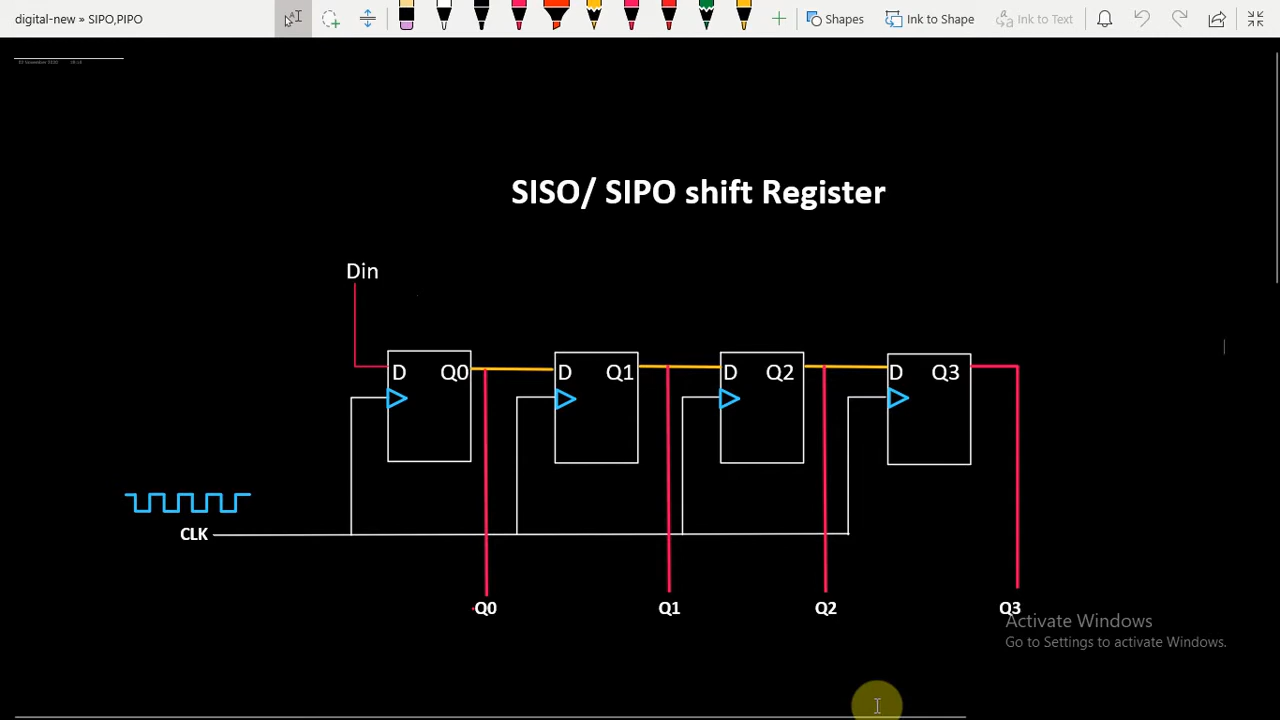 digital-new » SIPO,PIPO
Shapes
Ink to Shape
Ink to Text
SISO/ SIPO shift Register
Din
D Q0 D Q1 D Q2 D Q3
CLK
Q0 Q1 Q2 Q3
Activate Windows
Go to Settings to activate Windows.